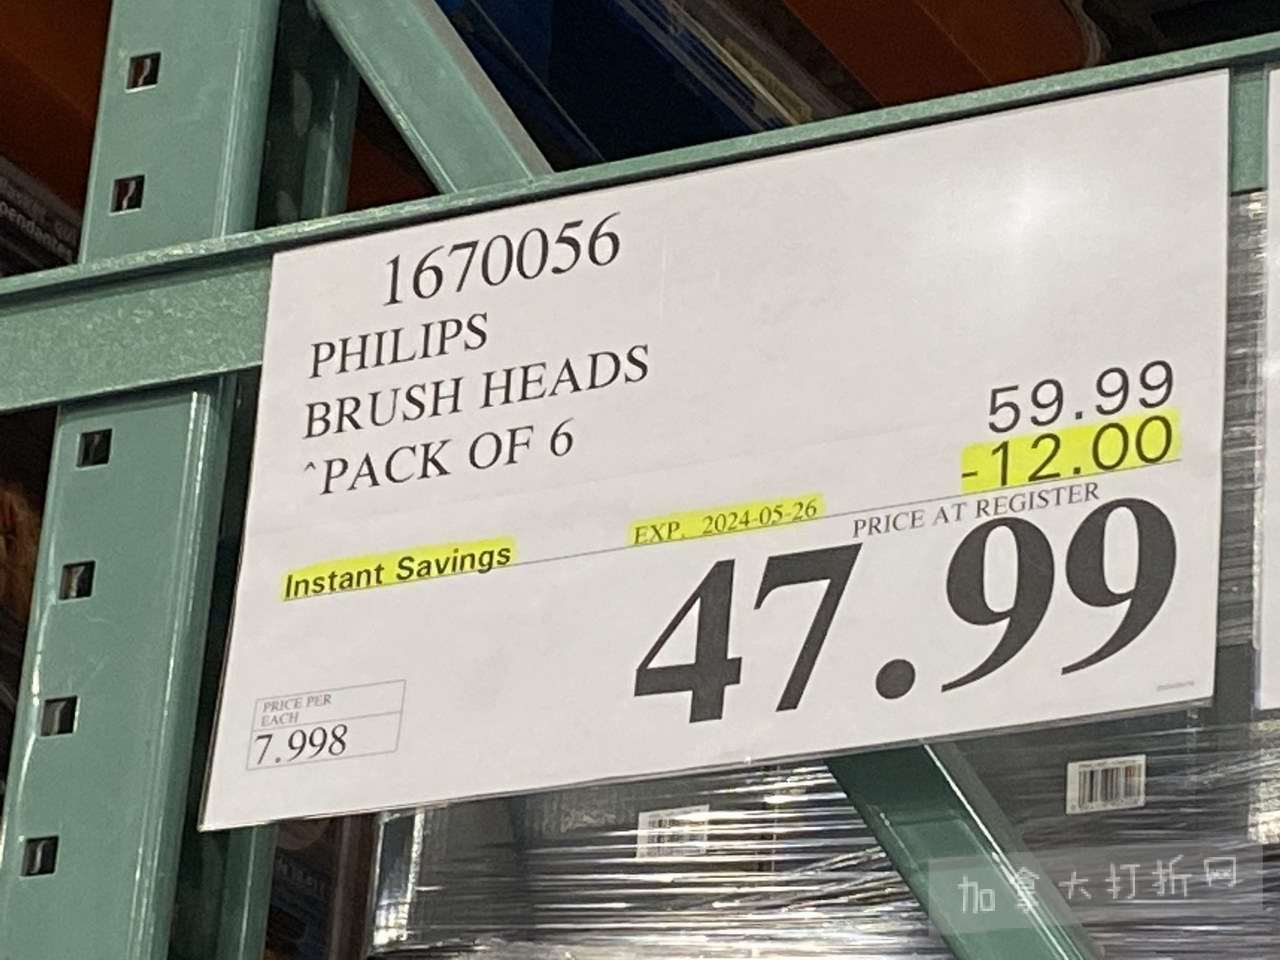 1670056
PHILIPS
BRUSH HEADS
^PACK OF 6
59.99
-12.00
EXP. 2024-05-26
PRICE AT REGISTER
Instant Savings
47.99
PRICE PER
EACH
7.998
加拿大打折网